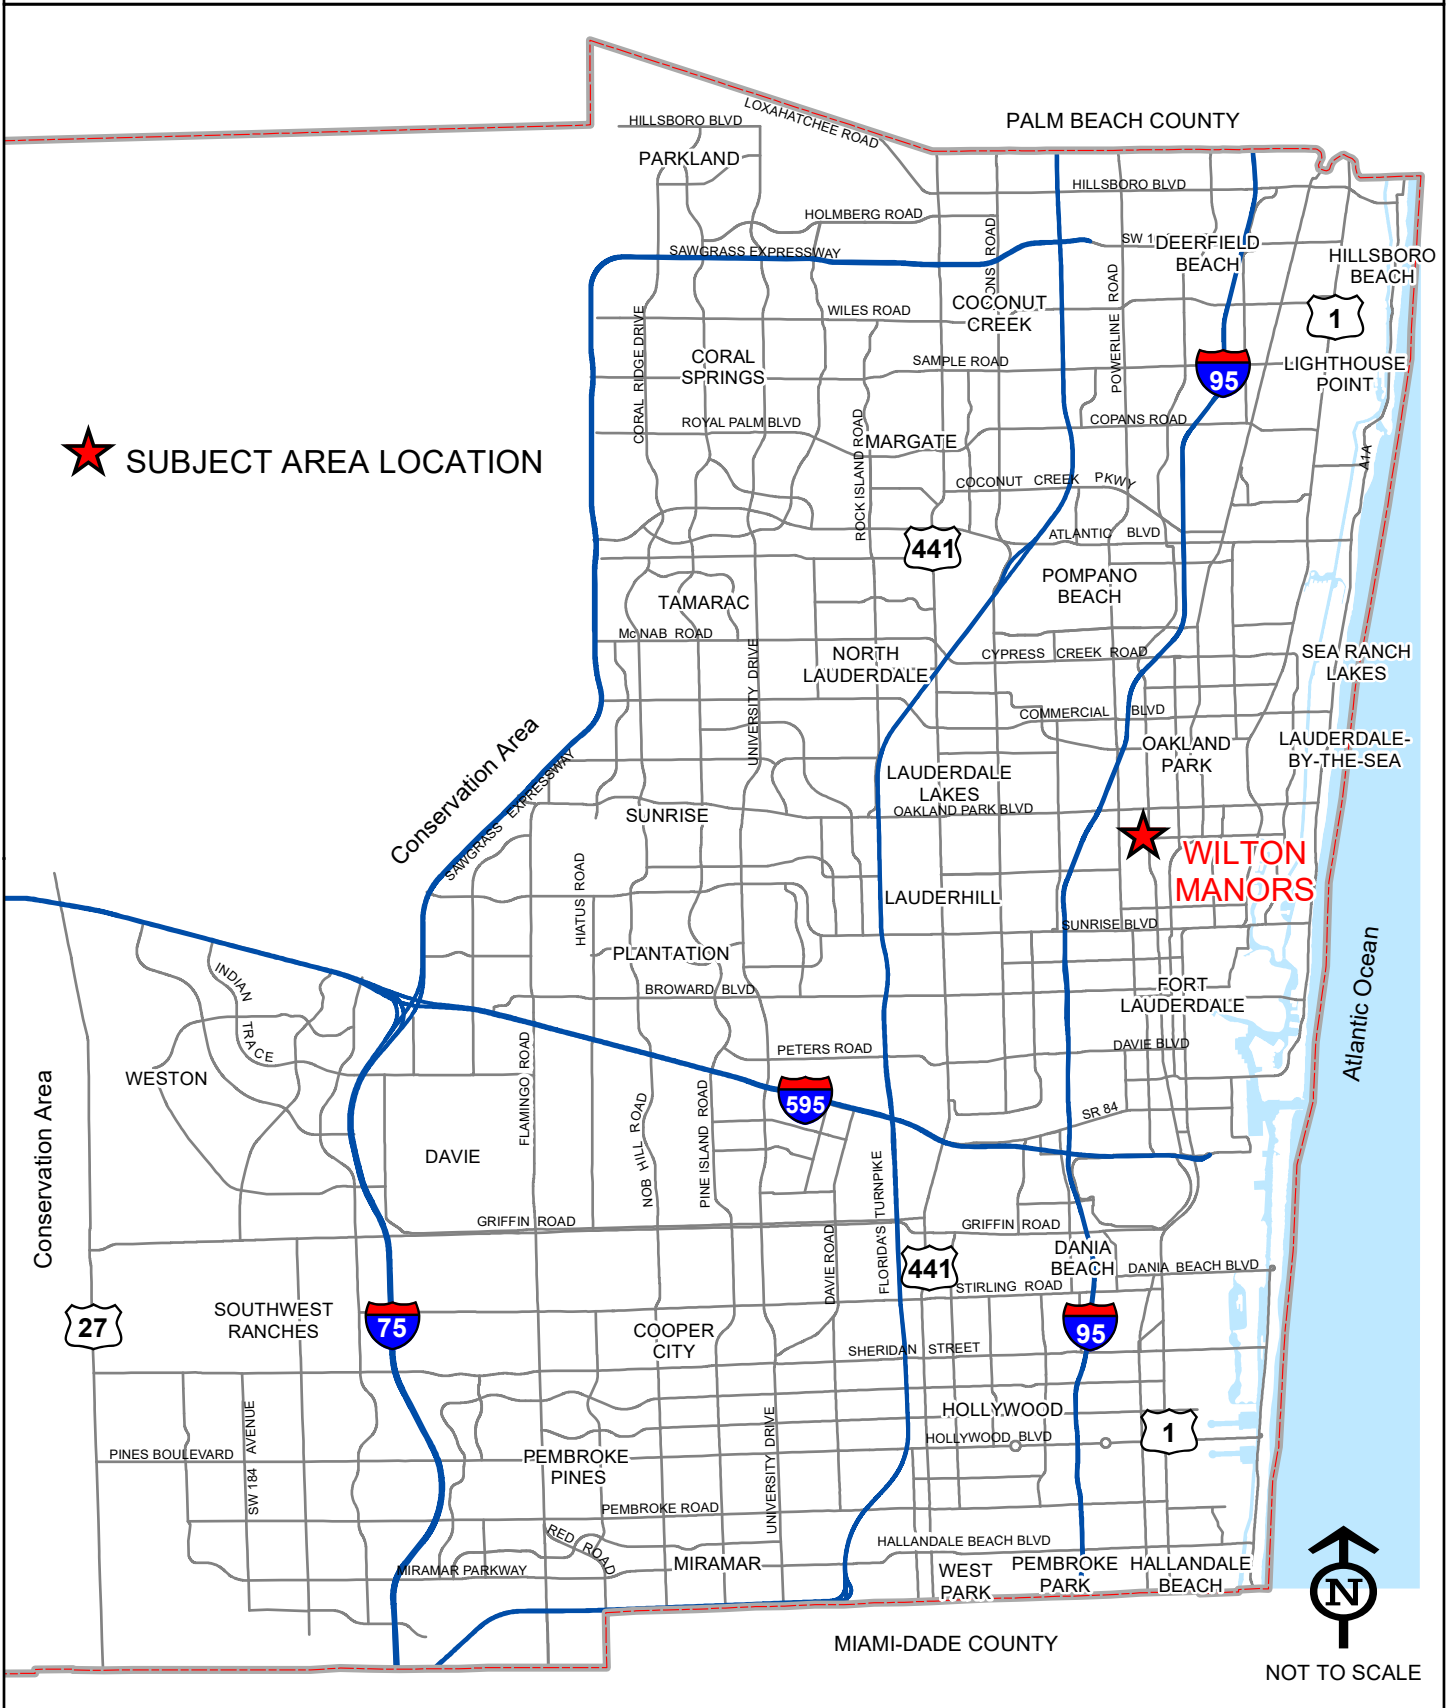 LOXAHATCHEE ROAD
PALM BEACH COUNTY
HILLSBORO BLVD
PARKLAND
HILLSBORO BLVD
HOLMBERG ROAD
SAWGRASS EXPRESSWAY
SW 1
DEERFIELD
BEACH
HILLSBORO
BEACH
ROAD
POWERLINE ROAD
COCONUT
CREEK
WILES ROAD
1
CORAL RIDGE DRIVE
CORAL
SPRINGS
SAMPLE ROAD
95
LIGHTHOUSE
POINT
ROYAL PALM BLVD
ROCK ISLAND ROAD
MARGATE
COPANS ROAD
A1A
SUBJECT AREA LOCATION
COCONUT CREEK PKWY
441
ATLANTIC BLVD
POMPANO
BEACH
TAMARAC
McNAB ROAD
UNIVERSITY DRIVE
NORTH
LAUDERDALE
CYPRESS CREEK ROAD
SEA RANCH
LAKES
COMMERCIAL BLVD
OAKLAND
PARK
LAUDERDALE-
BY-THE-SEA
Conservation Area
SAWGRASS EXPRESSWAY
LAUDERDALE
LAKES
OAKLAND PARK BLVD
SUNRISE
WILTON
MANORS
HIATUS ROAD
LAUDERHILL
SUNRISE BLVD
PLANTATION
INDIAN
TRACE
BROWARD BLVD
FORT
LAUDERDALE
Atlantic Ocean
PETERS ROAD
DAVIE BLVD
Conservation Area
WESTON
FLAMINGO ROAD
NOB HILL ROAD
PINE ISLAND ROAD
595
SR 84
DAVIE
FLORIDA'S TURNPIKE
GRIFFIN ROAD
GRIFFIN ROAD
DAVIE ROAD
441
DANIA
BEACH
DANIA BEACH BLVD
STIRLING ROAD
27
SOUTHWEST
RANCHES
75
COOPER
CITY
95
SHERIDAN STREET
SW 184 AVENUE
UNIVERSITY DRIVE
HOLLYWOOD
HOLLYWOOD BLVD
1
PINES BOULEVARD
PEMBROKE
PINES
PEMBROKE ROAD
RED ROAD
HALLANDALE BEACH BLVD
MIRAMAR PARKWAY
MIRAMAR
WEST
PARK
PEMBROKE
PARK
HALLANDALE
BEACH
N
MIAMI-DADE COUNTY
NOT TO SCALE